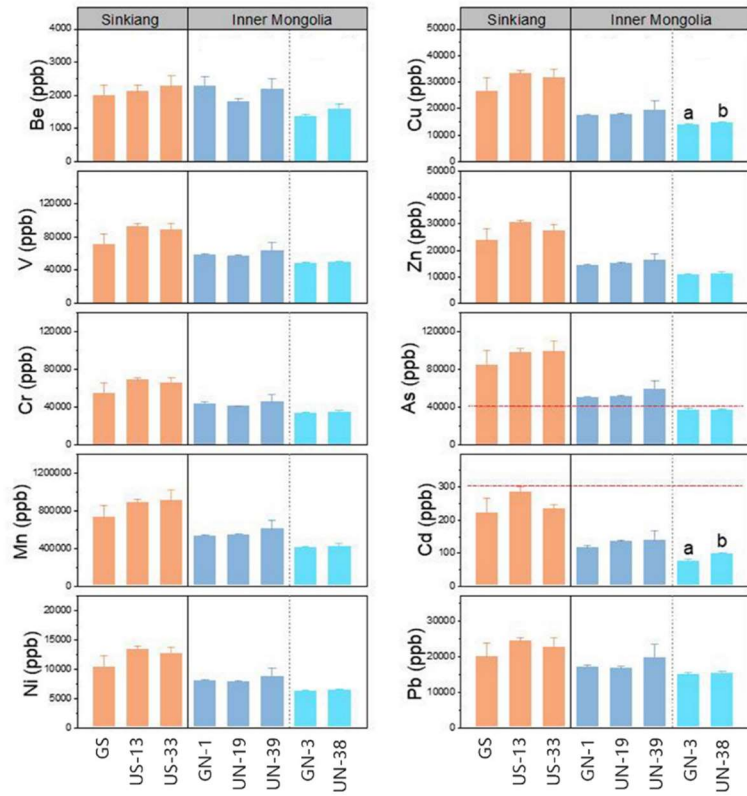 Sinkiang Inner Mongolia
4000
3000
2000
1000
0
Be (ppb)
120000
80000
40000
0
V (ppb)
120000
80000
40000
0
Cr (ppb)
1200000
800000
400000
0
Mn (ppb)
20000
15000
10000
5000
0
Ni (ppb)
GS US-13 US-33 GN-1 UN-19 UN-39 GN-3 UN-38
Sinkiang Inner Mongolia
50000
40000
30000
20000
10000
0
Cu (ppb)
a b
50000
40000
30000
20000
10000
0
Zn (ppb)
120000
80000
40000
0
As (ppb)
300
200
100
0
Cd (ppb)
a b
30000
20000
10000
0
Pb (ppb)
GS US-13 US-33 GN-1 UN-19 UN-39 GN-3 UN-38